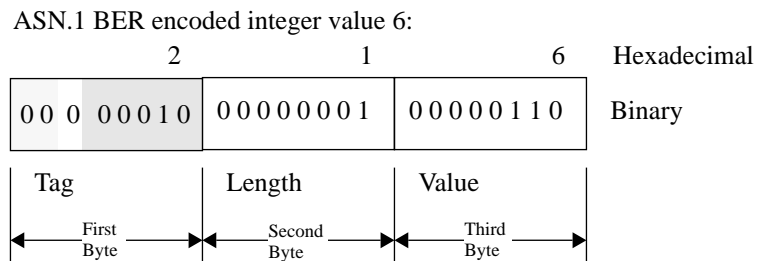 ASN.1 BER encoded integer value 6:
2 1 6 Hexadecimal
0 0 0 0 0 0 1 0 0 0 0 0 0 0 0 1 0 0 0 0 0 1 1 0 Binary
Tag Length Value
First Byte Second Byte Third Byte